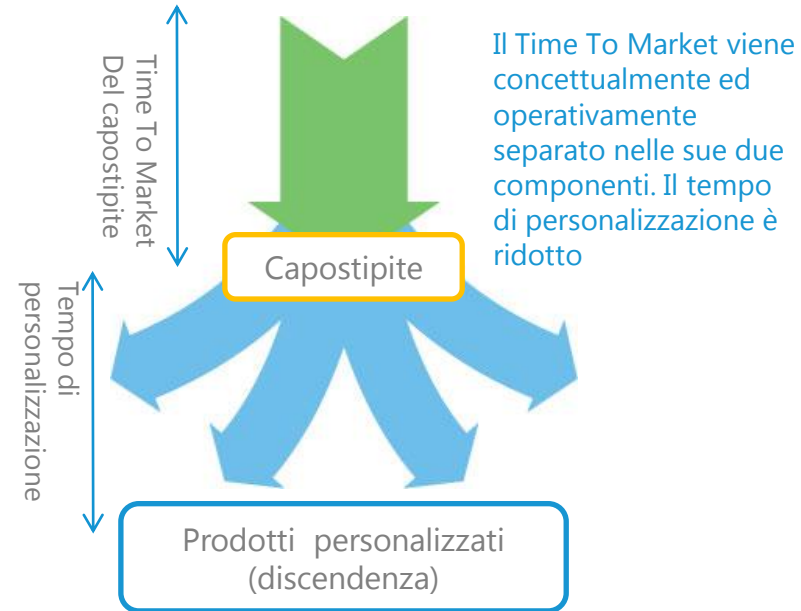 Time To Market
Del capostipite
Il Time To Market viene
concettualmente ed
operativamente
separato nelle sue due
componenti. Il tempo
di personalizzazione è
ridotto
Capostipite
Tempo di
personalizzazione
Prodotti personalizzati
(discendenza)